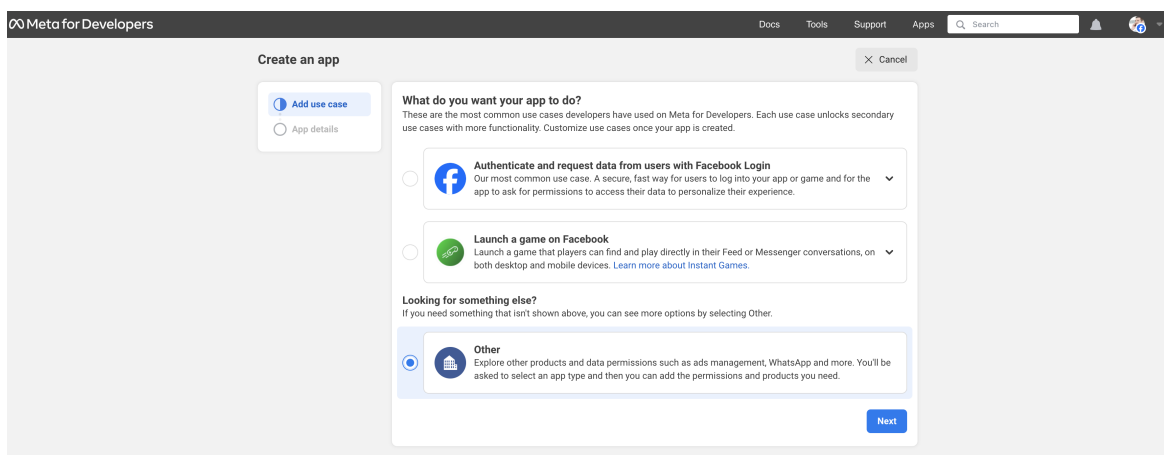 Meta for Developers
Docs Tools Support Apps Search
Create an app
Cancel
Add use case
App details
What do you want your app to do?
These are the most common use cases developers have used on Meta for Developers. Each use case unlocks secondary
use cases with more functionality. Customize use cases once your app is created.
Authenticate and request data from users with Facebook Login
Our most common use case. A secure, fast way for users to log into your app or game and for the
app to ask for permissions to access their data to personalize their experience.
Launch a game on Facebook
Launch a game that players can find and play directly in their Feed or Messenger conversations, on
both desktop and mobile devices. Learn more about Instant Games.
Looking for something else?
If you need something that isn't shown above, you can see more options by selecting Other.
Other
Explore other products and data permissions such as ads management, WhatsApp and more. You'll be
asked to select an app type and then you can add the permissions and products you need.
Next